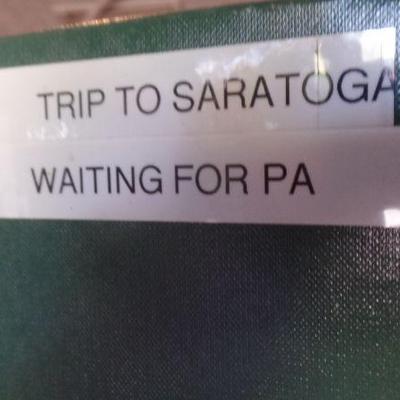 TRIP TO SARATOGA
WAITING FOR PA